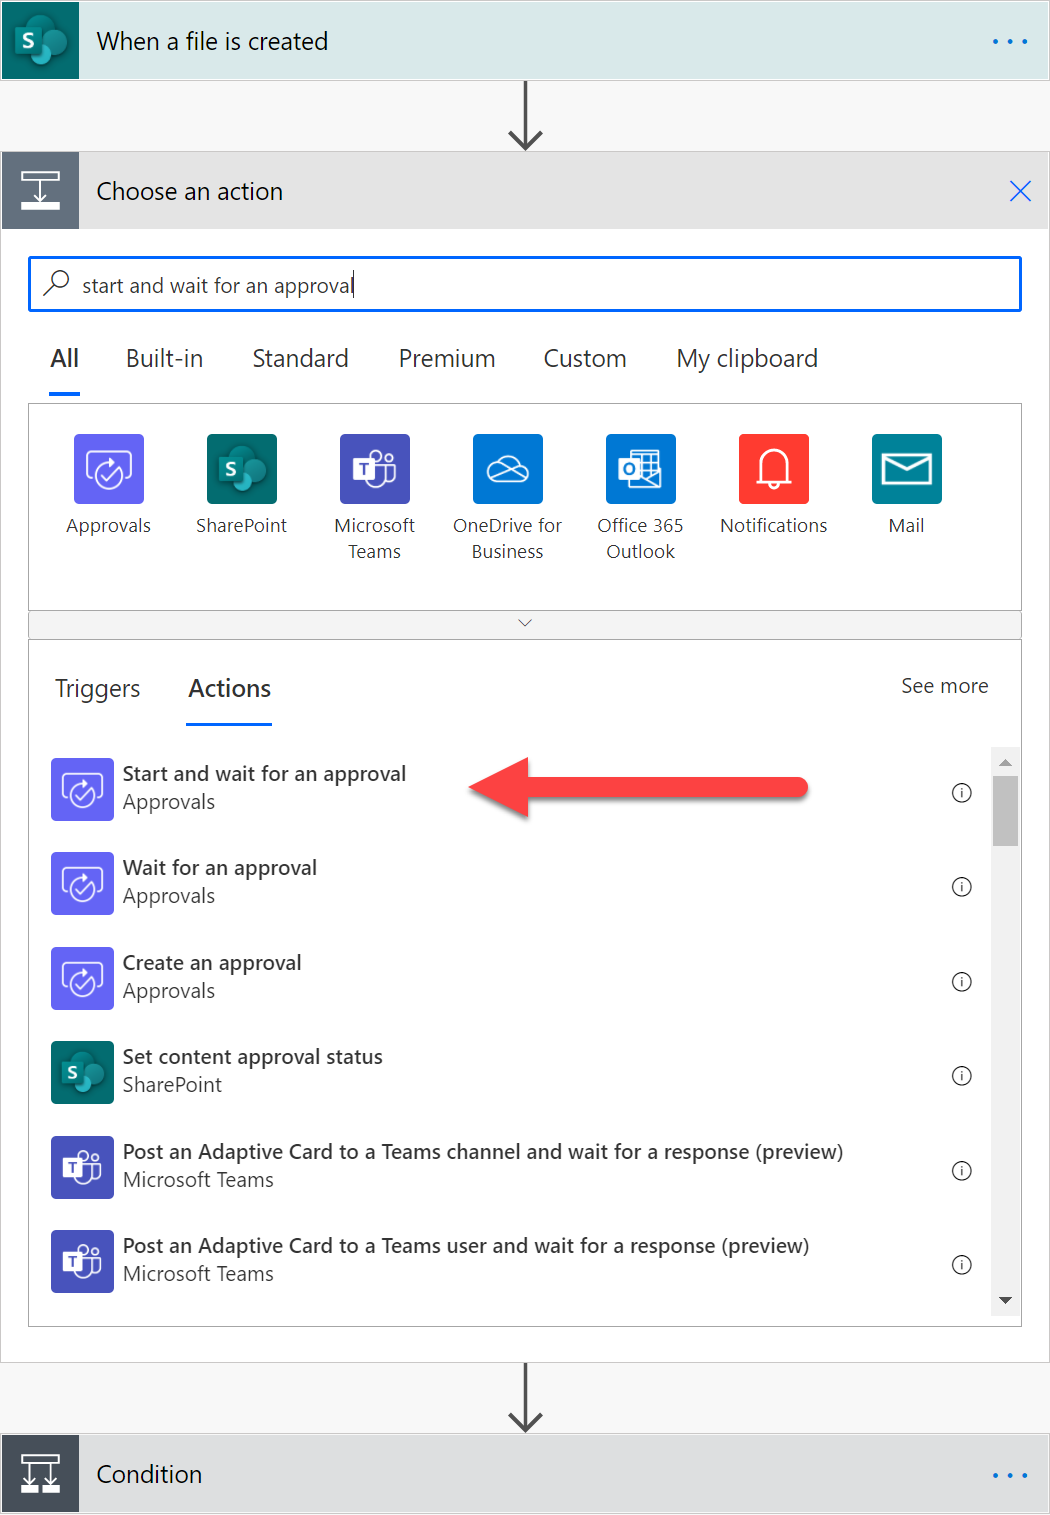 When a file is created
Choose an action
start and wait for an approval
All Built-in Standard Premium Custom My clipboard
Approvals SharePoint Microsoft Teams OneDrive for Business Office 365 Outlook Notifications Mail
Triggers Actions See more
Start and wait for an approval
Approvals
Wait for an approval
Approvals
Create an approval
Approvals
Set content approval status
SharePoint
Post an Adaptive Card to a Teams channel and wait for a response (preview)
Microsoft Teams
Post an Adaptive Card to a Teams user and wait for a response (preview)
Microsoft Teams
Condition